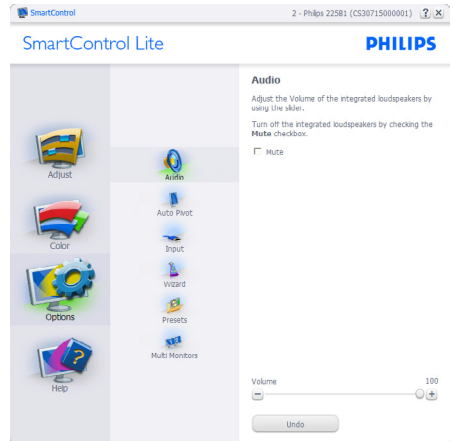 SmartControl
2 - Philips 225B1 (CS30715000001)
? ×
SmartControl Lite
PHILIPS
Adjust
Color
Options
Help
Audio
Auto Pivot
Input
Wizard
Presets
Multi Monitors
Audio
Adjust the Volume of the integrated loudspeakers by
using the slider.
Turn off the integrated loudspeakers by checking the
Mute checkbox.
Mute
Volume 100
Undo